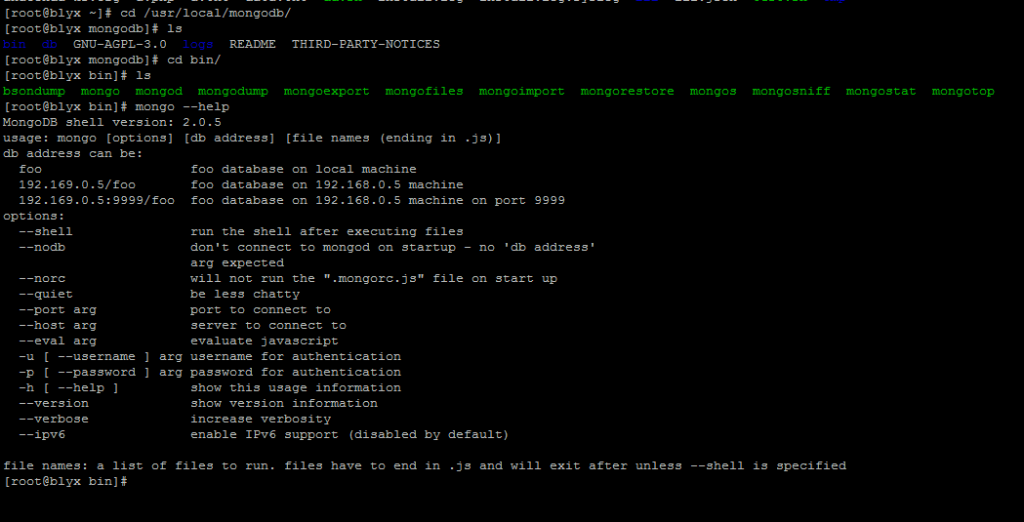 [root@blyx ~]# cd /usr/local/mongodb/
[root@blyx mongodb]# ls
bin  db  GNU-AGPL-3.0  logs  README  THIRD-PARTY-NOTICES
[root@blyx mongodb]# cd bin/
[root@blyx bin]# ls
bsondump  mongo  mongod  mongodump  mongoexport  mongofiles  mongoimport  mongorestore  mongos  mongosniff  mongostat  mongotop
[root@blyx bin]# mongo --help
MongoDB shell version: 2.0.5
usage: mongo [options] [db address] [file names (ending in .js)]
db address can be:
  foo                   foo database on local machine
  192.169.0.5/foo       foo database on 192.168.0.5 machine
  192.169.0.5:9999/foo  foo database on 192.168.0.5 machine on port 9999
options:
  --shell               run the shell after executing files
  --nodb                don't connect to mongod on startup - no 'db address'
                        arg expected
  --norc                will not run the ".mongorc.js" file on start up
  --quiet               be less chatty
  --port arg            port to connect to
  --host arg            server to connect to
  --eval arg            evaluate javascript
  -u [ --username ] arg username for authentication
  -p [ --password ] arg password for authentication
  -h [ --help ]         show this usage information
  --version             show version information
  --verbose             increase verbosity
  --ipv6                enable IPv6 support (disabled by default)
file names: a list of files to run. files have to end in .js and will exit after unless --shell is specified
[root@blyx bin]#